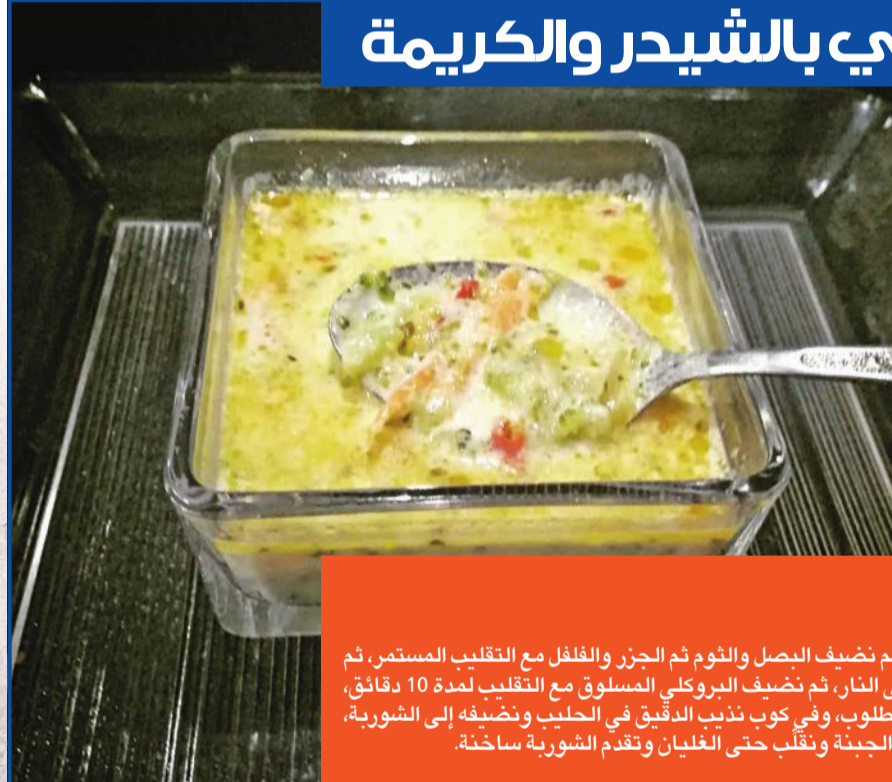 بالشيدر والكريمة
نضيف البصل والثوم ثم الجزر والفلفل مع التقليب المستمر، ثم
النار، ثم نضيف البروكلي المسلوق مع التقليب لمدة 10 دقائق،
وفي كوب نذيب الدقيق في الحليب ونضيفه إلى الشوربة،
الجبنة ونقلّب حتى الغليان وتقدم الشوربة ساخنة.